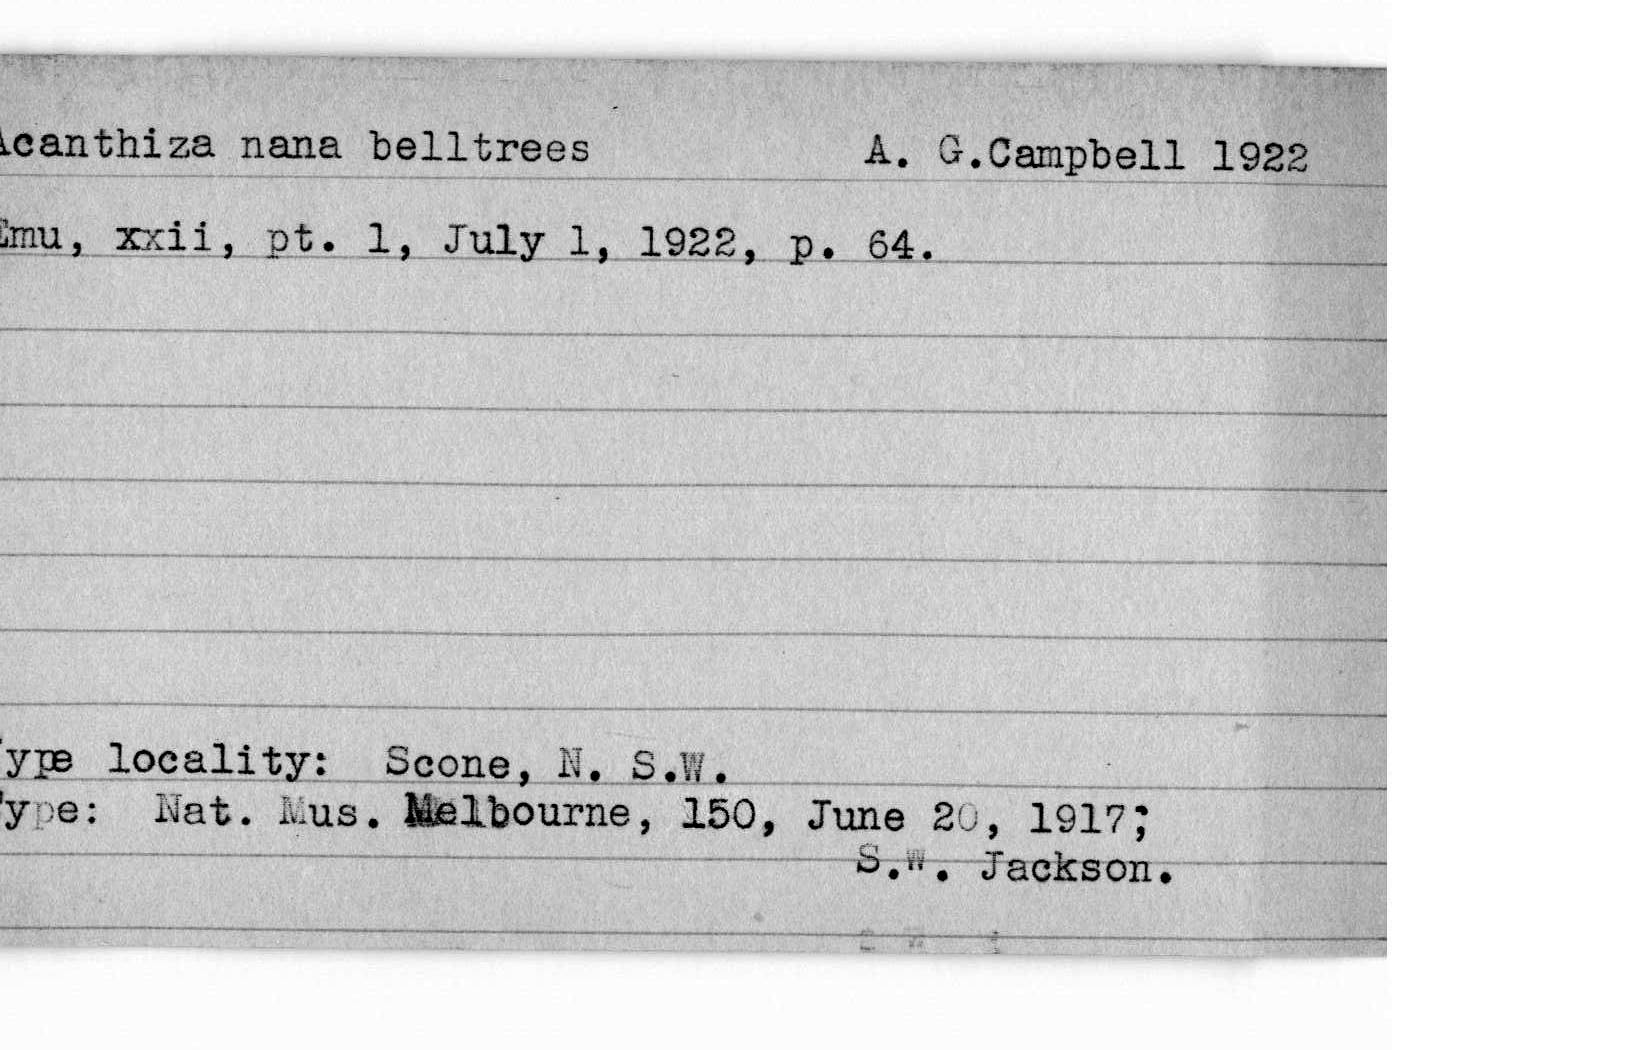 Acanthiza nana belltrees A. G.Campbell 1922
Emu, xxii, pt. 1, July 1, 1922, p. 64.
Type locality: Scone, N. S.W.
Type: Nat. Mus. Melbourne, 150, June 20, 1917;
S.W. Jackson.